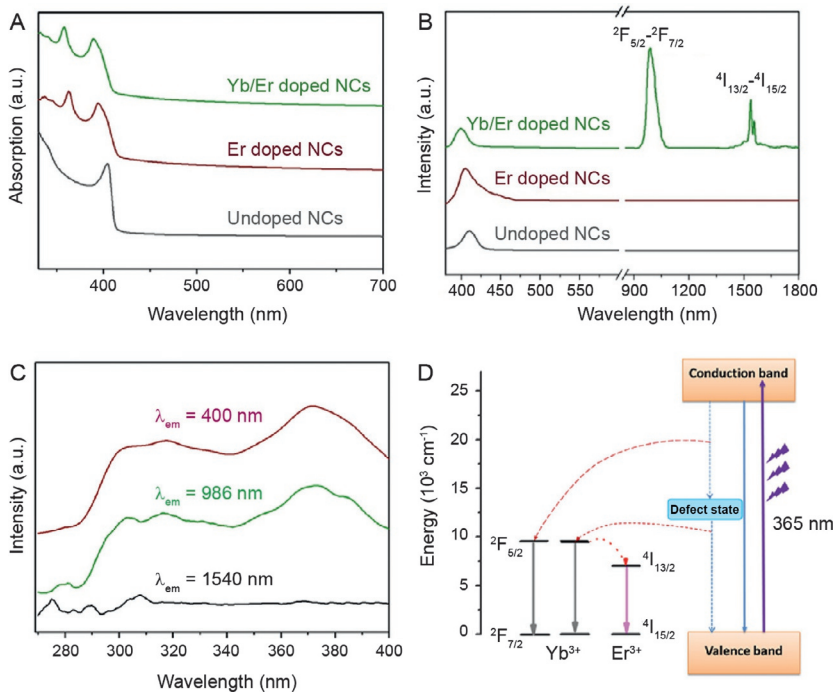 A
Absorption (a.u.)
Yb/Er doped NCs
Er doped NCs
Undoped NCs
400 500 600 700
Wavelength (nm)
B
Intensity (a.u.)
²F₅/₂-²F₇/₂
⁴I₁₃/₂-⁴I₁₅/₂
Yb/Er doped NCs
Er doped NCs
Undoped NCs
400 450 500 550 900 1200 1500 1800
Wavelength (nm)
C
Intensity (a.u.)
λem = 400 nm
λem = 986 nm
λem = 1540 nm
280 300 320 340 360 380 400
Wavelength (nm)
D
Energy (10³ cm⁻¹)
25
20
15
10
5
0
Conduction band
Defect state
365 nm
²F₅/₂
⁴I₁₃/₂
²F₇/₂
⁴I₁₅/₂
Yb³⁺ Er³⁺
Valence band